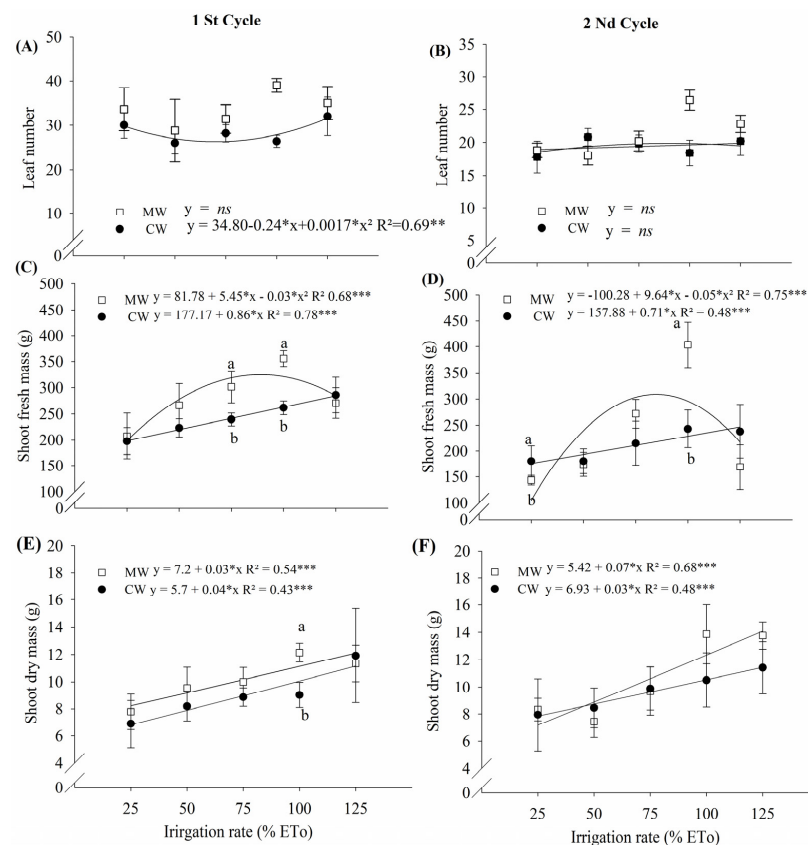 1 St Cycle
2 Nd Cycle
(A)
50
40
30
20
10
0
Leaf number
MW y = ns
CW y = 34.80-0.24*x+0.0017*x² R²=0.69**
(B)
35
30
25
20
15
10
5
0
Leaf number
MW y = ns
CW y = ns
(C)
500
450
400
350
300
250
200
150
100
0
Shoot fresh mass (g)
MW y = 81.78 + 5.45*x - 0.03*x² R² 0.68***
CW y = 177.17 + 0.86*x R² = 0.78***
a
a
b
b
(D)
500
450
400
350
300
250
200
150
100
0
Shoot fresh mass (g)
MW y = -100.28 + 9.64*x - 0.05*x² R² = 0.75***
CW y − 157.88 + 0.71*x R² − 0.48***
a
a
b
b
(E)
20
18
16
14
12
10
8
6
4
0
Shoot dry mass (g)
MW y = 7.2 + 0.03*x R² = 0.54***
CW y = 5.7 + 0.04*x R² = 0.43***
a
b
25 50 75 100 125
Irrigation rate (% ETo)
(F)
20
18
16
14
12
10
8
6
4
0
Shoot dry mass (g)
MW y = 5.42 + 0.07*x R² = 0.68***
CW y = 6.93 + 0.03*x R² = 0.48***
25 50 75 100 125
Irrigation rate (% ETo)